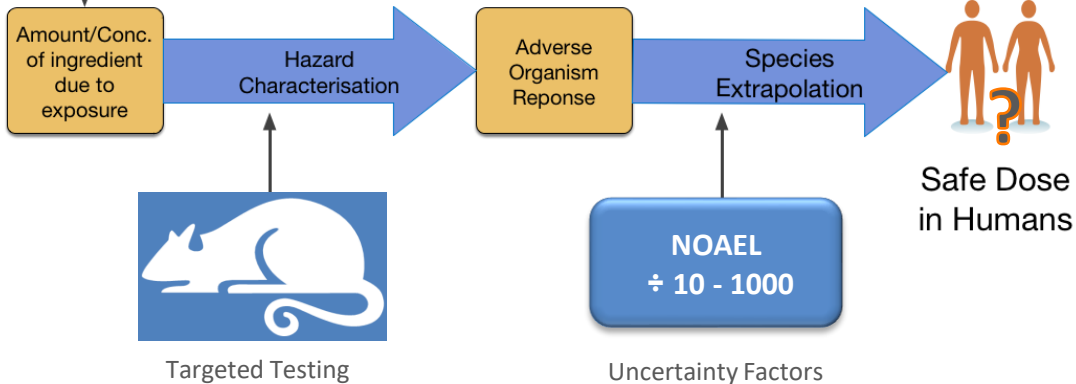 Amount/Conc.
of ingredient
due to
exposure
Hazard
Characterisation
Adverse
Organism
Reponse
Species
Extrapolation
?
Safe Dose
in Humans
NOAEL
÷ 10 - 1000
Targeted Testing
Uncertainty Factors